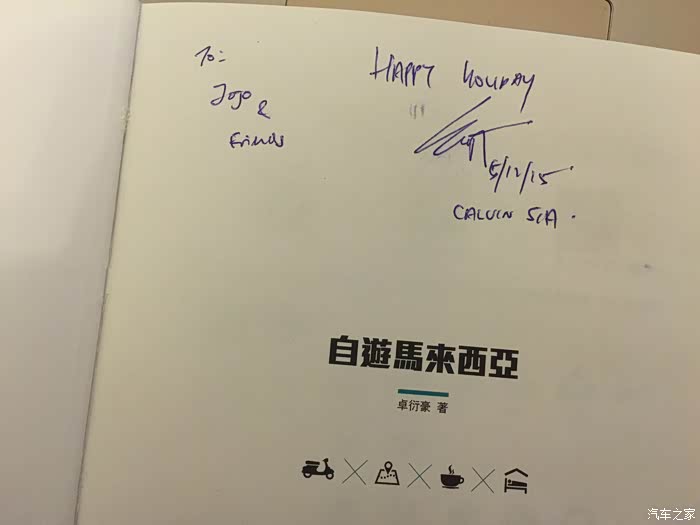 To:
Jojo
&
Friends
HAPPY HOLIDAY
5/12/15
CALVIN SIA.
自遊馬來西亞
卓衍豪 著
汽车之家